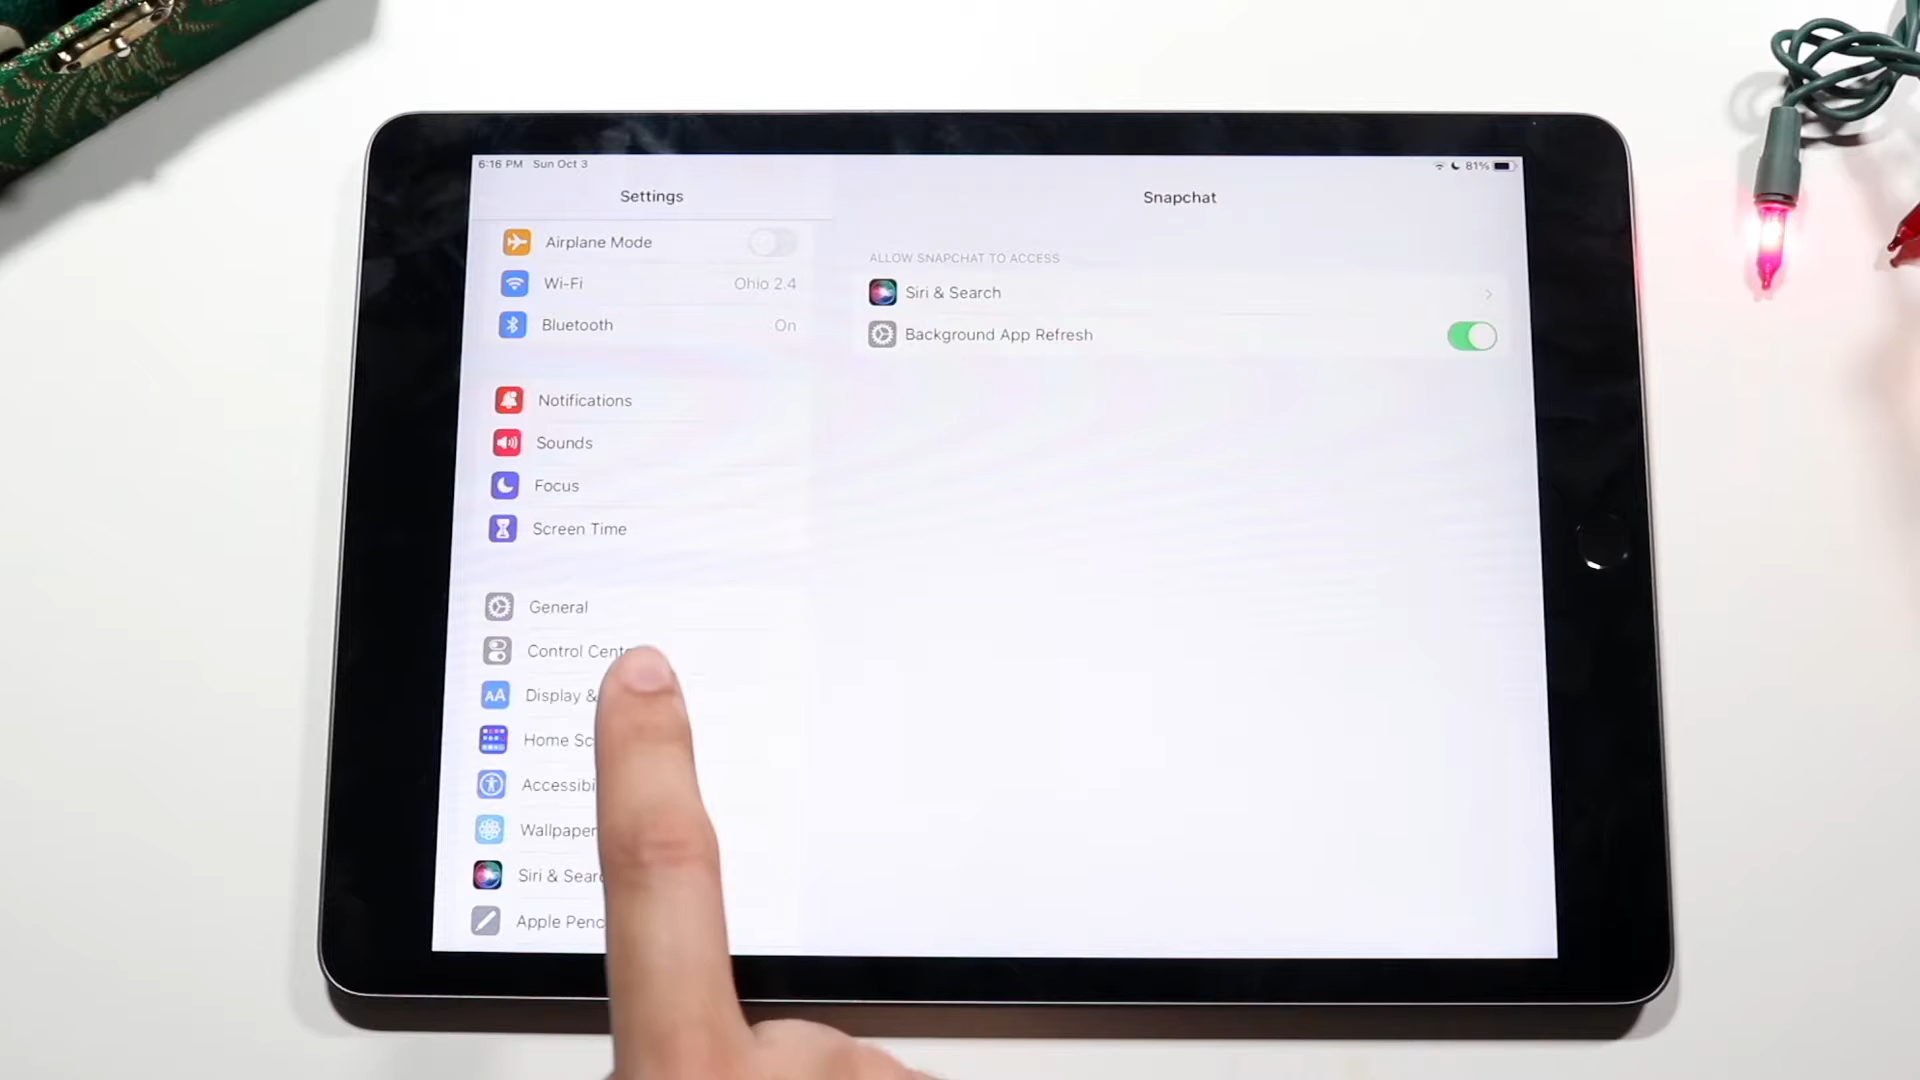 6:16 PM Sun Oct 3
81%
Settings
Airplane Mode
Wi-Fi Ohio 2.4
Bluetooth On
Notifications
Sounds
Focus
Screen Time
General
Control Cente
Display &
Home Sc
Accessibi
Wallpaper
Siri & Sear
Apple Penc
Snapchat
ALLOW SNAPCHAT TO ACCESS
Siri & Search
Background App Refresh